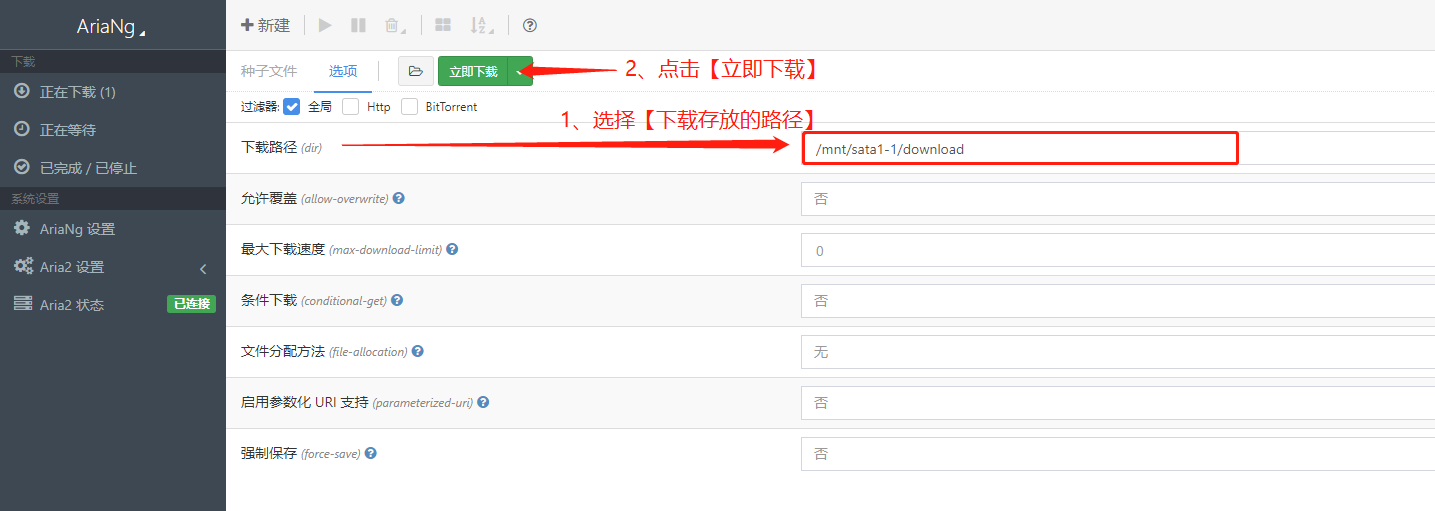 AriaNg
新建
下载
正在下载 (1)
正在等待
已完成 / 已停止
系统设置
AriaNg 设置
Aria2 设置
Aria2 状态 已连接
种子文件 选项 立即下载
2、点击【立即下载】
过滤器: 全局 Http BitTorrent
1、选择【下载存放的路径】
下载路径 (dir) /mnt/sata1-1/download
允许覆盖 (allow-overwrite) 否
最大下载速度 (max-download-limit) 0
条件下载 (conditional-get) 否
文件分配方法 (file-allocation) 无
启用参数化 URI 支持 (parameterized-uri) 否
强制保存 (force-save) 否